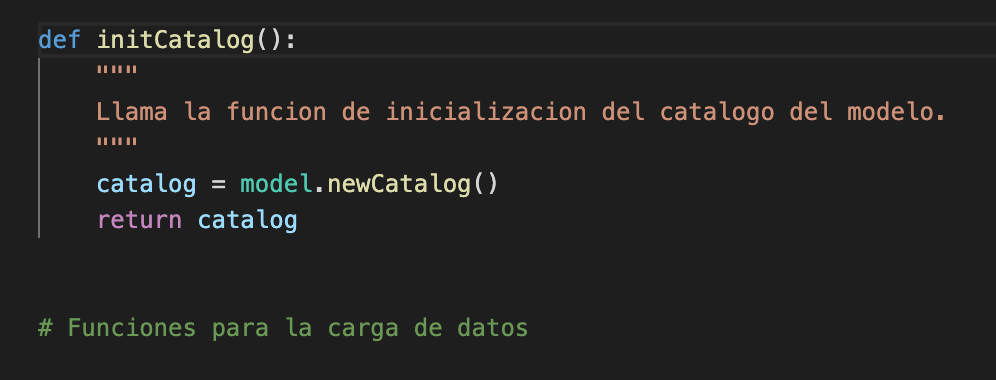 def initCatalog():
    """
    Llama la funcion de inicializacion del catalogo del modelo.
    """
    catalog = model.newCatalog()
    return catalog
# Funciones para la carga de datos